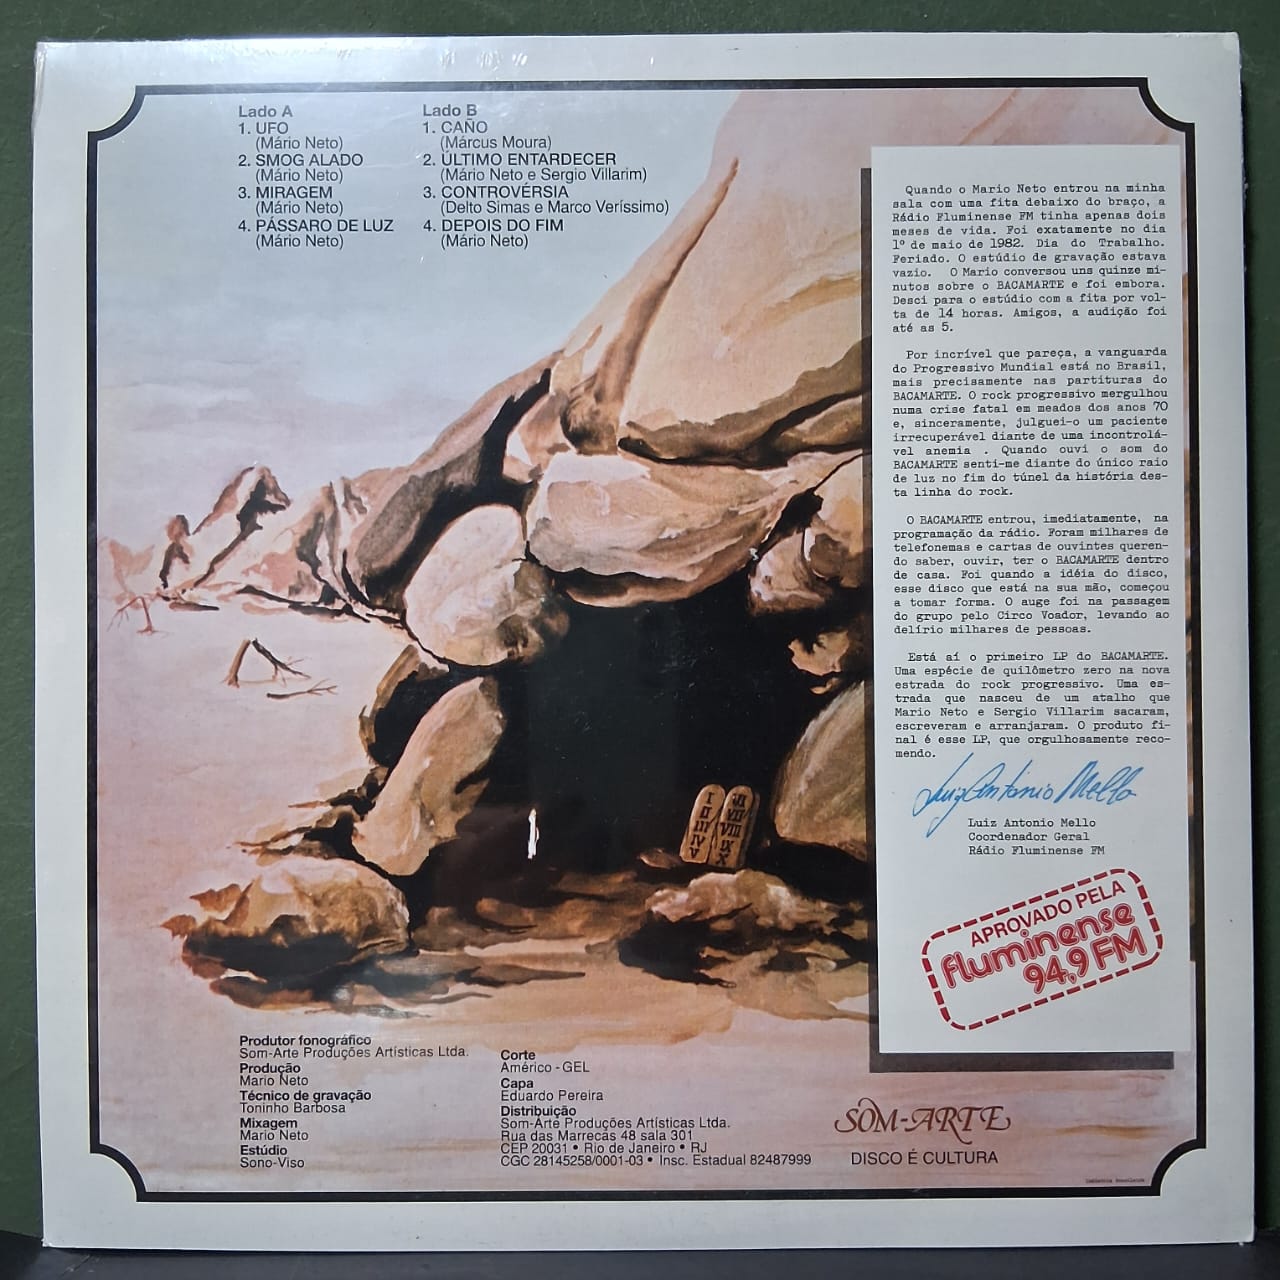 Lado A
1. UFO
(Mário Neto)
2. SMOG ALADO
(Mário Neto)
3. MIRAGEM
(Mário Neto)
4. PÁSSARO DE LUZ
(Mário Neto)
Lado B
1. CAÑO
(Márcus Moura)
2. ÚLTIMO ENTARDECER
(Mário Neto e Sergio Villarim)
3. CONTROVÉRSIA
(Delto Simas e Marco Veríssimo)
4. DEPOIS DO FIM
(Mário Neto)
Quando o Mario Neto entrou na minha
sala com uma fita debaixo do braço, a
Rádio Fluminense FM tinha apenas dois
meses de vida. Foi exatamente no dia
1º de maio de 1982. Dia do Trabalho.
Feriado. O estúdio de gravação estava
vazio. O Mario conversou uns quinze mi-
nutos sobre o BACAMARTE e foi embora.
Desci para o estúdio com a fita por vol-
ta de 14 horas. Amigos, a audição foi
até as 5.
Por incrível que pareça, a vanguarda
do Progressivo Mundial está no Brasil,
mais precisamente nas partituras do
BACAMARTE. O rock progressivo mergulhou
numa crise fatal em meados dos anos 70
e, sinceramente, julguei-o um paciente
irrecuperável diante de uma incontrolá-
vel anemia . Quando ouvi o som do
BACAMARTE senti-me diante do único raio
de luz no fim do túnel da história des-
ta linha do rock.
O BACAMARTE entrou, imediatamente, na
programação da rádio. Foram milhares de
telefonemas e cartas de ouvintes queren-
do saber, ouvir, ter o BACAMARTE dentro
de casa. Foi quando a idéia do disco,
esse disco que está na sua mão, começou
a tomar forma. O auge foi na passagem
do grupo pelo Circo Voador, levando ao
delírio milhares de pessoas.
Está aí o primeiro LP do BACAMARTE.
Uma espécie de quilômetro zero na nova
estrada do rock progressivo. Uma es-
trada que nasceu de um atalho que
Mario Neto e Sergio Villarim sacaram,
escreveram e arranjaram. O produto fi-
nal é esse LP, que orgulhosamente reco-
mendo.
Luiz Antonio Mello
Luiz Antonio Mello
Coordenador Geral
Rádio Fluminense FM
APROVADO PELA
fluminense
94,9 FM
I
II
III
IV
V
VI
VII
VIII
IX
X
Produtor fonográfico
Som-Arte Produções Artísticas Ltda.
Produção
Mario Neto
Técnico de gravação
Toninho Barbosa
Mixagem
Mario Neto
Estúdio
Sono-Viso
Corte
Américo - GEL
Capa
Eduardo Pereira
Distribuição
Som-Arte Produções Artísticas Ltda.
Rua das Marrecas 48 sala 301
CEP 20031 • Rio de Janeiro • RJ
CGC 28145258/0001-03 • Insc. Estadual 82487999
SOM-ARTE
DISCO É CULTURA
Indústria Brasileira